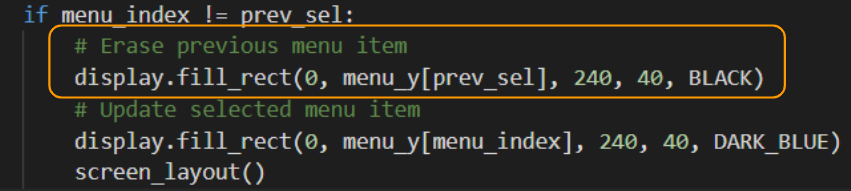 if menu_index != prev_sel:
# Erase previous menu item
display.fill_rect(0, menu_y[prev_sel], 240, 40, BLACK)
# Update selected menu item
display.fill_rect(0, menu_y[menu_index], 240, 40, DARK_BLUE)
screen_layout()